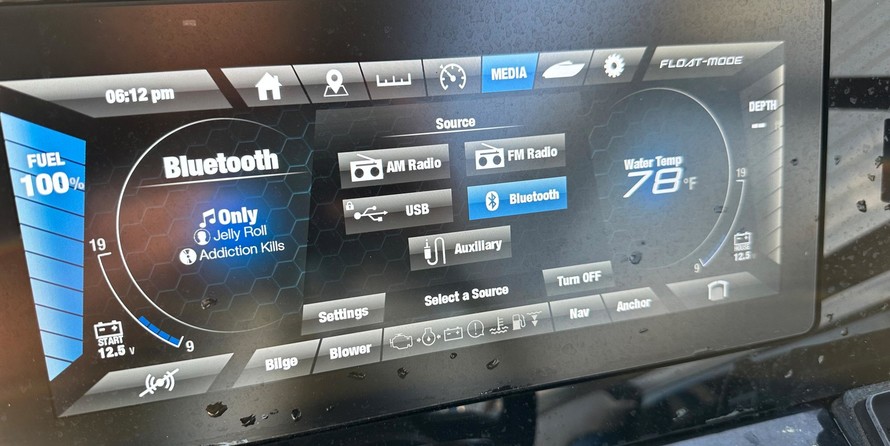 06:12 pm
MEDIA
FLOAT-MODE
FUEL
100%
Bluetooth
Only
Jelly Roll
Addiction Kills
19
9
START
12.5 V
Source
AM Radio
FM Radio
USB
Bluetooth
Auxiliary
Select a Source
Settings
Turn OFF
Water Temp
78°F
DEPTH
--
19
9
HOUSE
12.5
Bilge
Blower
Nav
Anchor